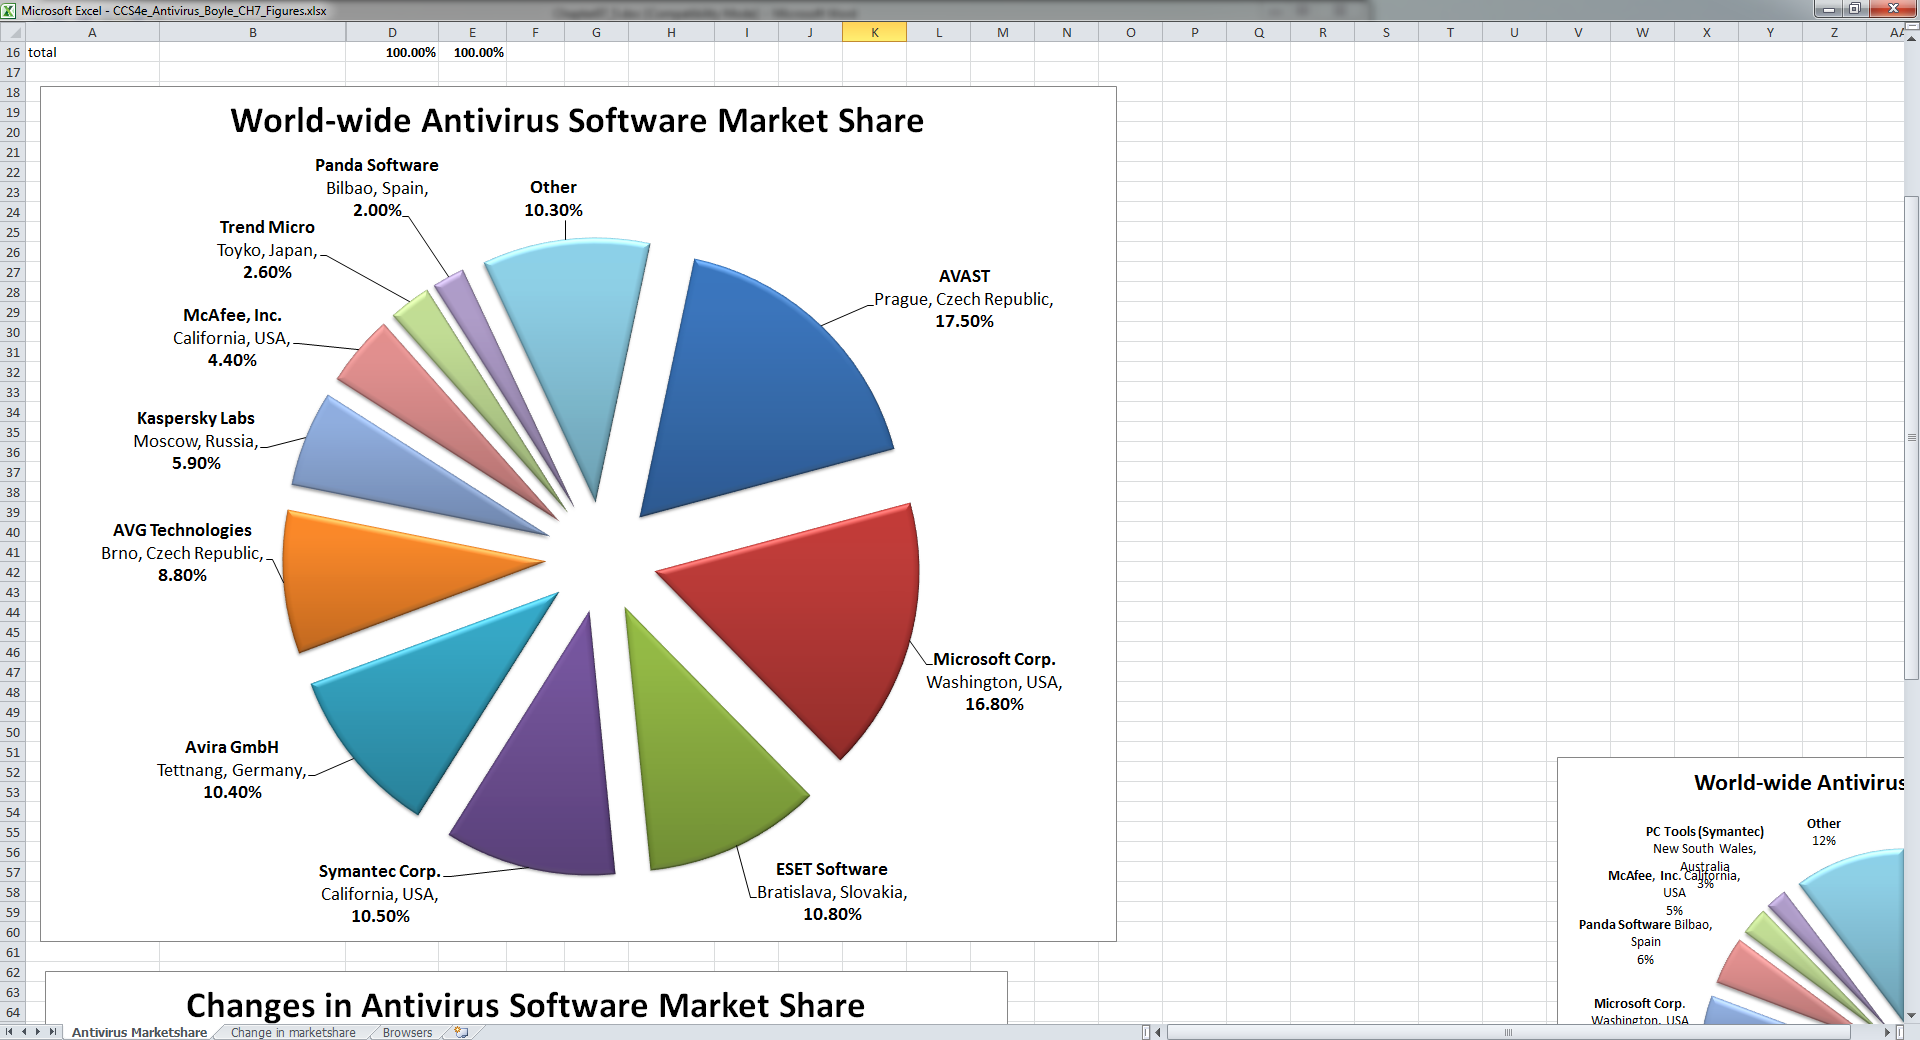 Microsoft Excel - CCS4e_Antivirus_Boyle_CH7_Figures.xlsx
A B D E F G H I J K L M N O P Q R S T U V W X Y Z AA
16 total 100.00% 100.00%
17
18
19
20
21
22
23
24
25
26
27
28
29
30
31
32
33
34
35
36
37
38
39
40
41
42
43
44
45
46
47
48
49
50
51
52
53
54
55
56
57
58
59
60
61
62
63
64
World-wide Antivirus Software Market Share
Panda Software
Bilbao, Spain,
2.00%
Other
10.30%
Trend Micro
Toyko, Japan,
2.60%
AVAST
Prague, Czech Republic,
17.50%
McAfee, Inc.
California, USA,
4.40%
Kaspersky Labs
Moscow, Russia,
5.90%
AVG Technologies
Brno, Czech Republic,
8.80%
Microsoft Corp.
Washington, USA,
16.80%
Avira GmbH
Tettnang, Germany,
10.40%
Symantec Corp.
California, USA,
10.50%
ESET Software
Bratislava, Slovakia,
10.80%
World-wide Antivirus
Other
12%
PC Tools (Symantec)
New South Wales,
Australia
3%
McAfee, Inc. California,
USA
5%
Panda Software Bilbao,
Spain
6%
Microsoft Corp.
Washington, USA
Changes in Antivirus Software Market Share
Antivirus Marketshare Change in marketshare Browsers